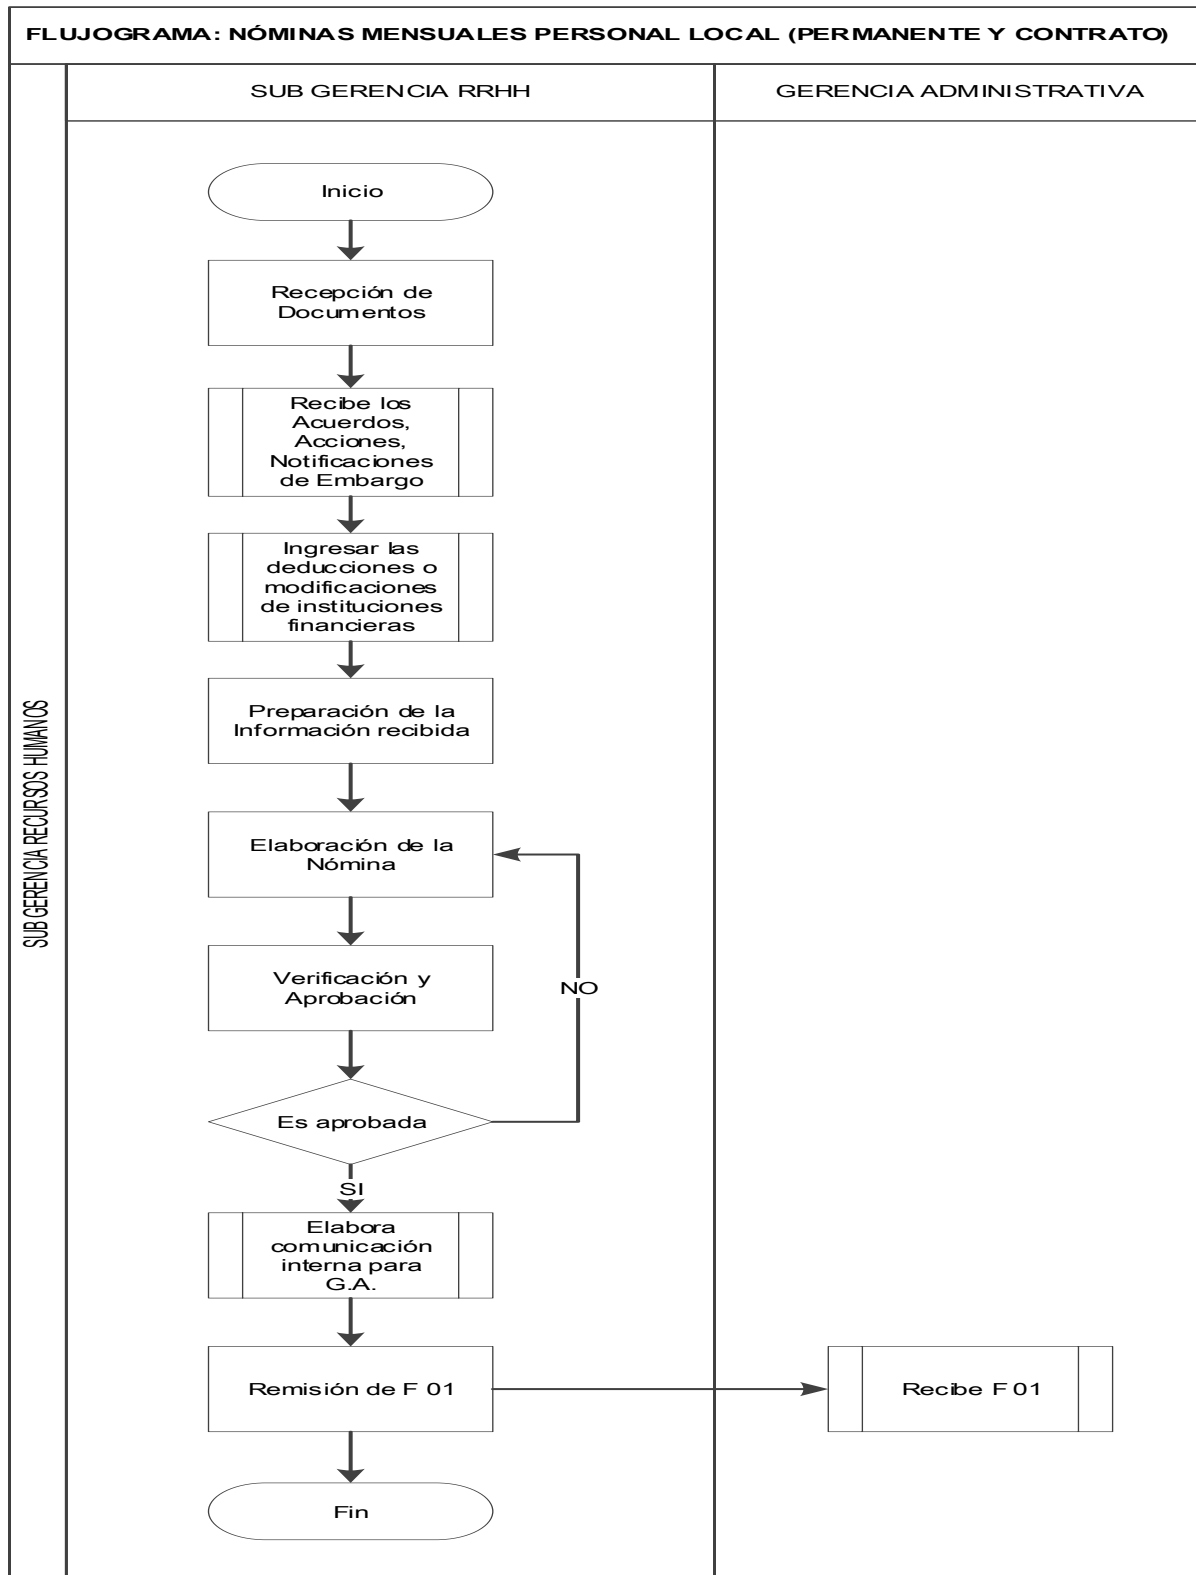 FLUJOGRAMA: NÓMINAS MENSUALES PERSONAL LOCAL (PERMANENTE Y CONTRATO)
SUB GERENCIA RRHH
GERENCIA ADMINISTRATIVA
SUB GERENCIA RECURSOS HUMANOS
Inicio
Recepción de
Documentos
Recibe los
Acuerdos,
Acciones,
Notificaciones
de Embargo
Ingresar las
deducciones o
modificaciones
de instituciones
financieras
Preparación de la
Información recibida
Elaboración de la
Nómina
Verificación y
Aprobación
NO
Es aprobada
SI
Elabora
comunicación
interna para
G.A.
Remisión de F 01
Recibe F 01
Fin